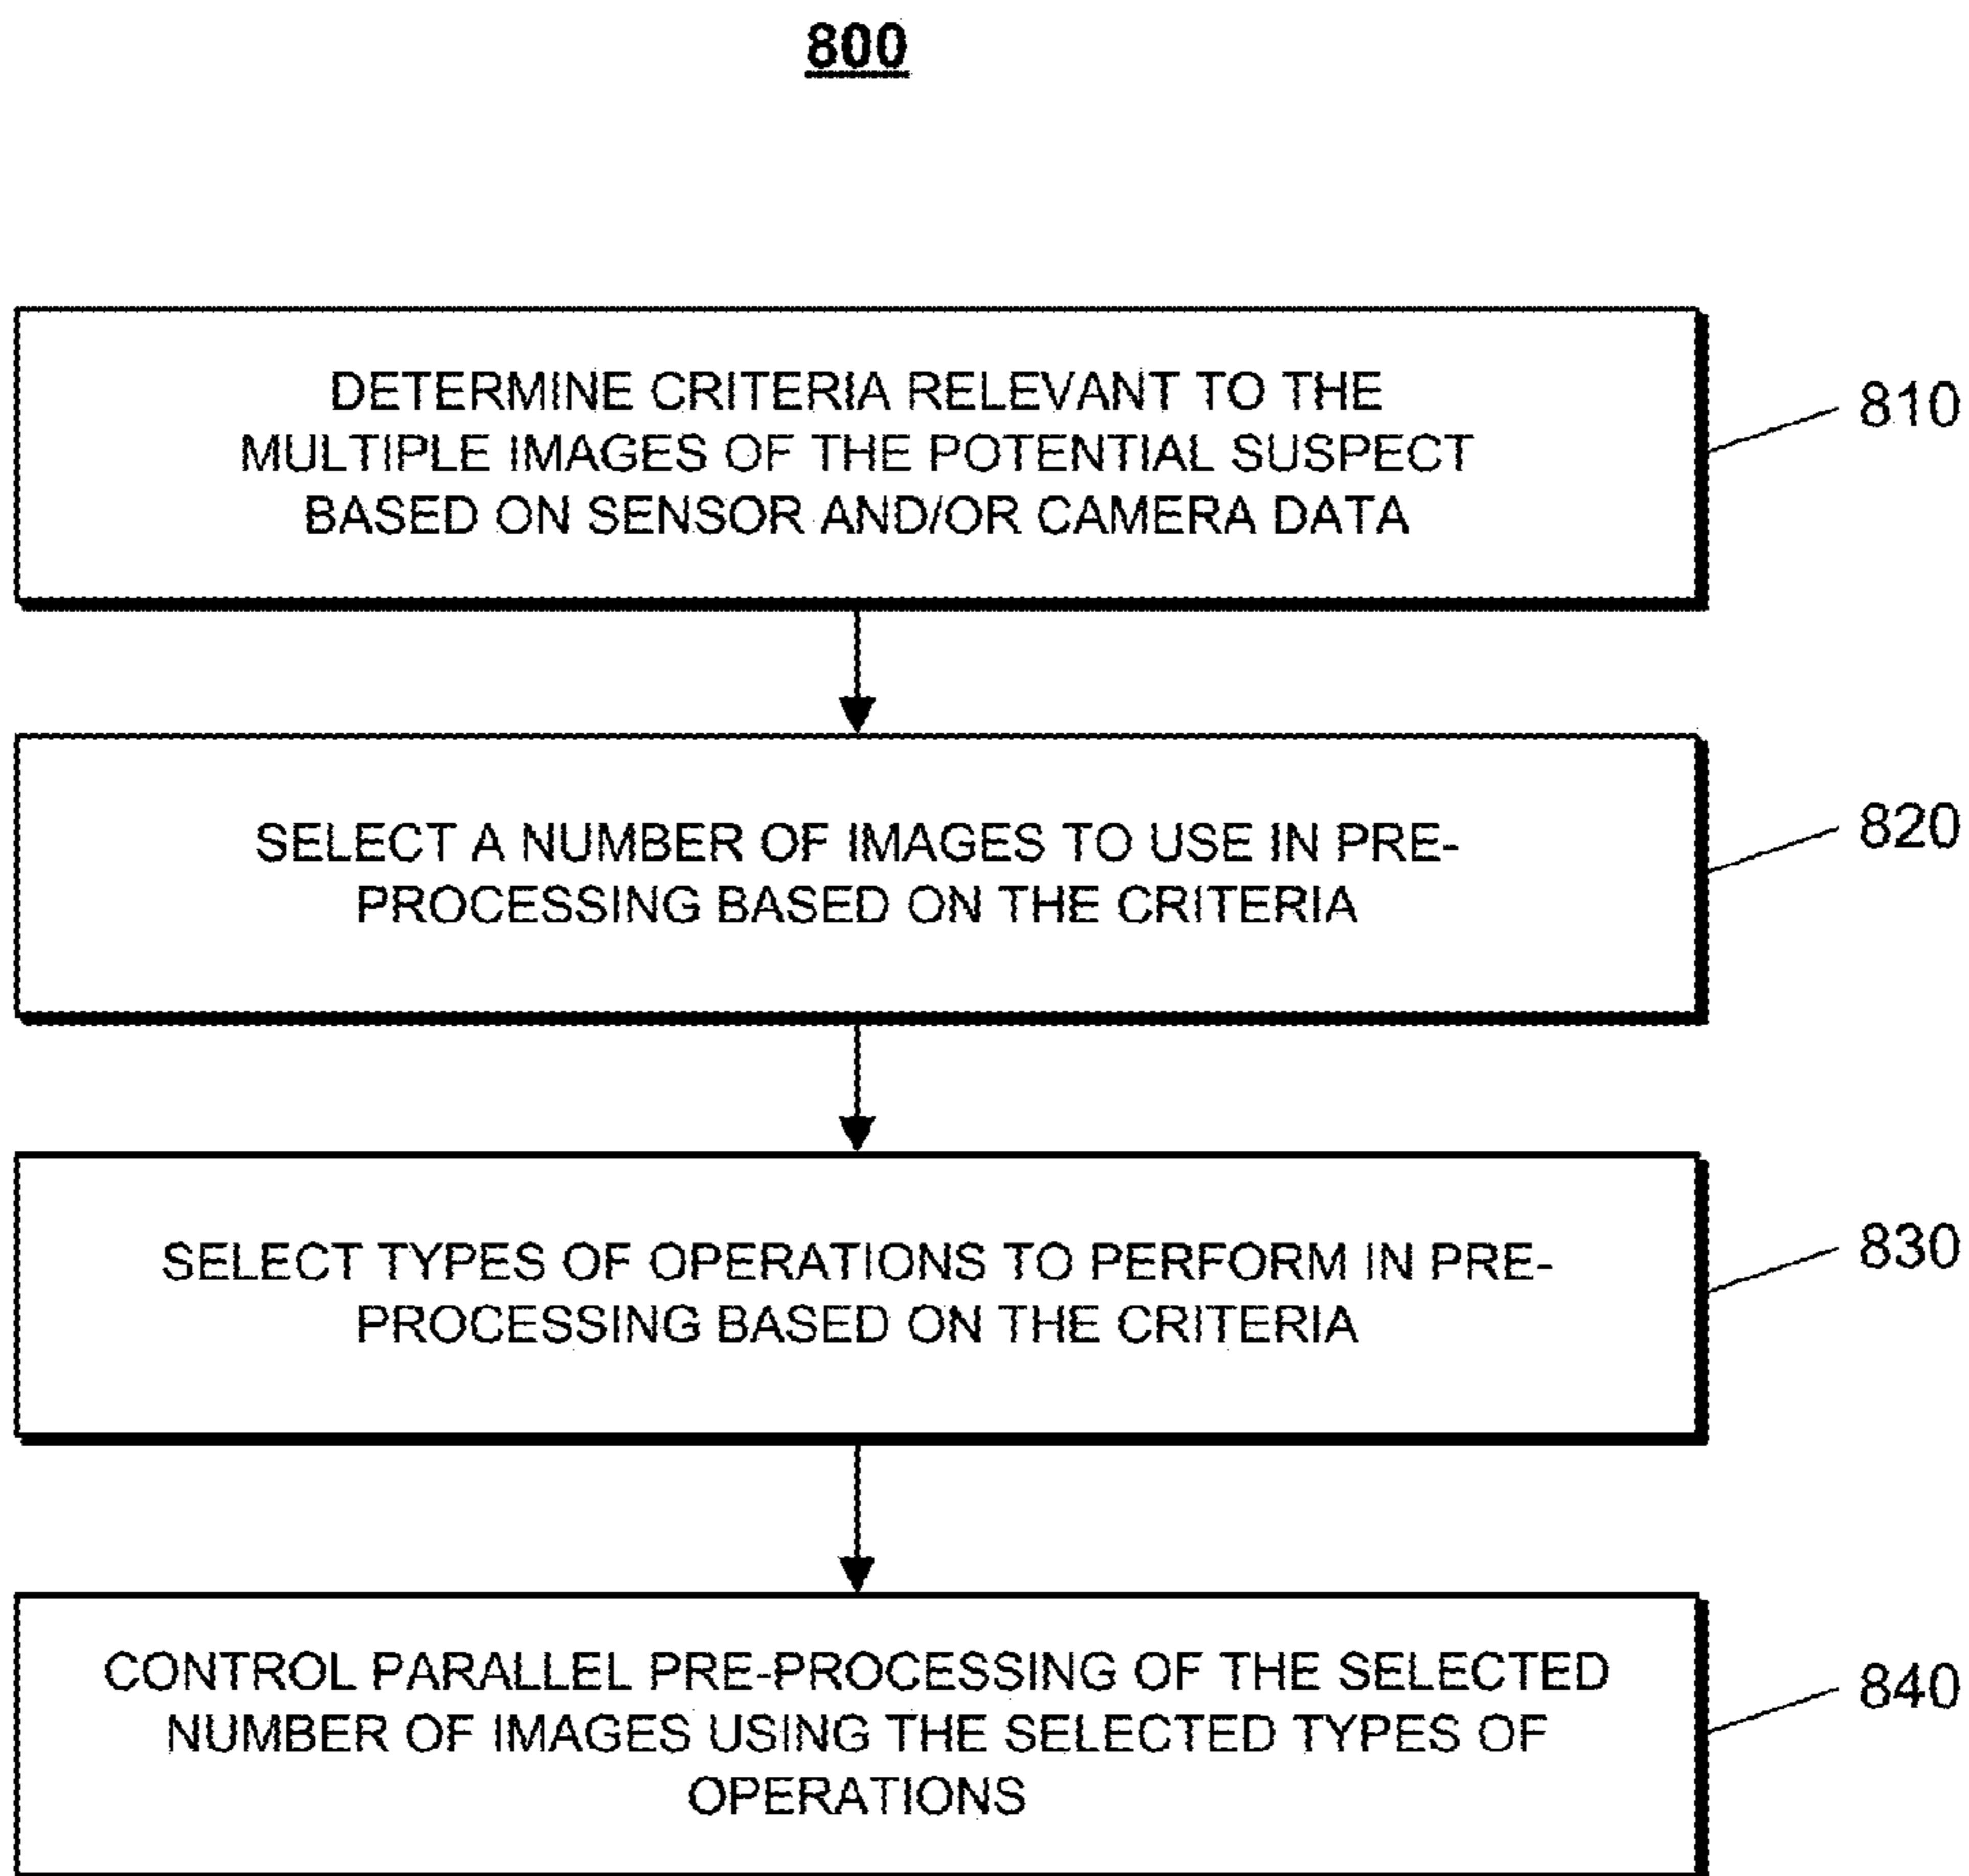 800
DETERMINE CRITERIA RELEVANT TO THE
MULTIPLE IMAGES OF THE POTENTIAL SUSPECT
BASED ON SENSOR AND/OR CAMERA DATA
810
SELECT A NUMBER OF IMAGES TO USE IN PRE-
PROCESSING BASED ON THE CRITERIA
820
SELECT TYPES OF OPERATIONS TO PERFORM IN PRE-
PROCESSING BASED ON THE CRITERIA
830
CONTROL PARALLEL PRE-PROCESSING OF THE SELECTED
NUMBER OF IMAGES USING THE SELECTED TYPES OF
OPERATIONS
840